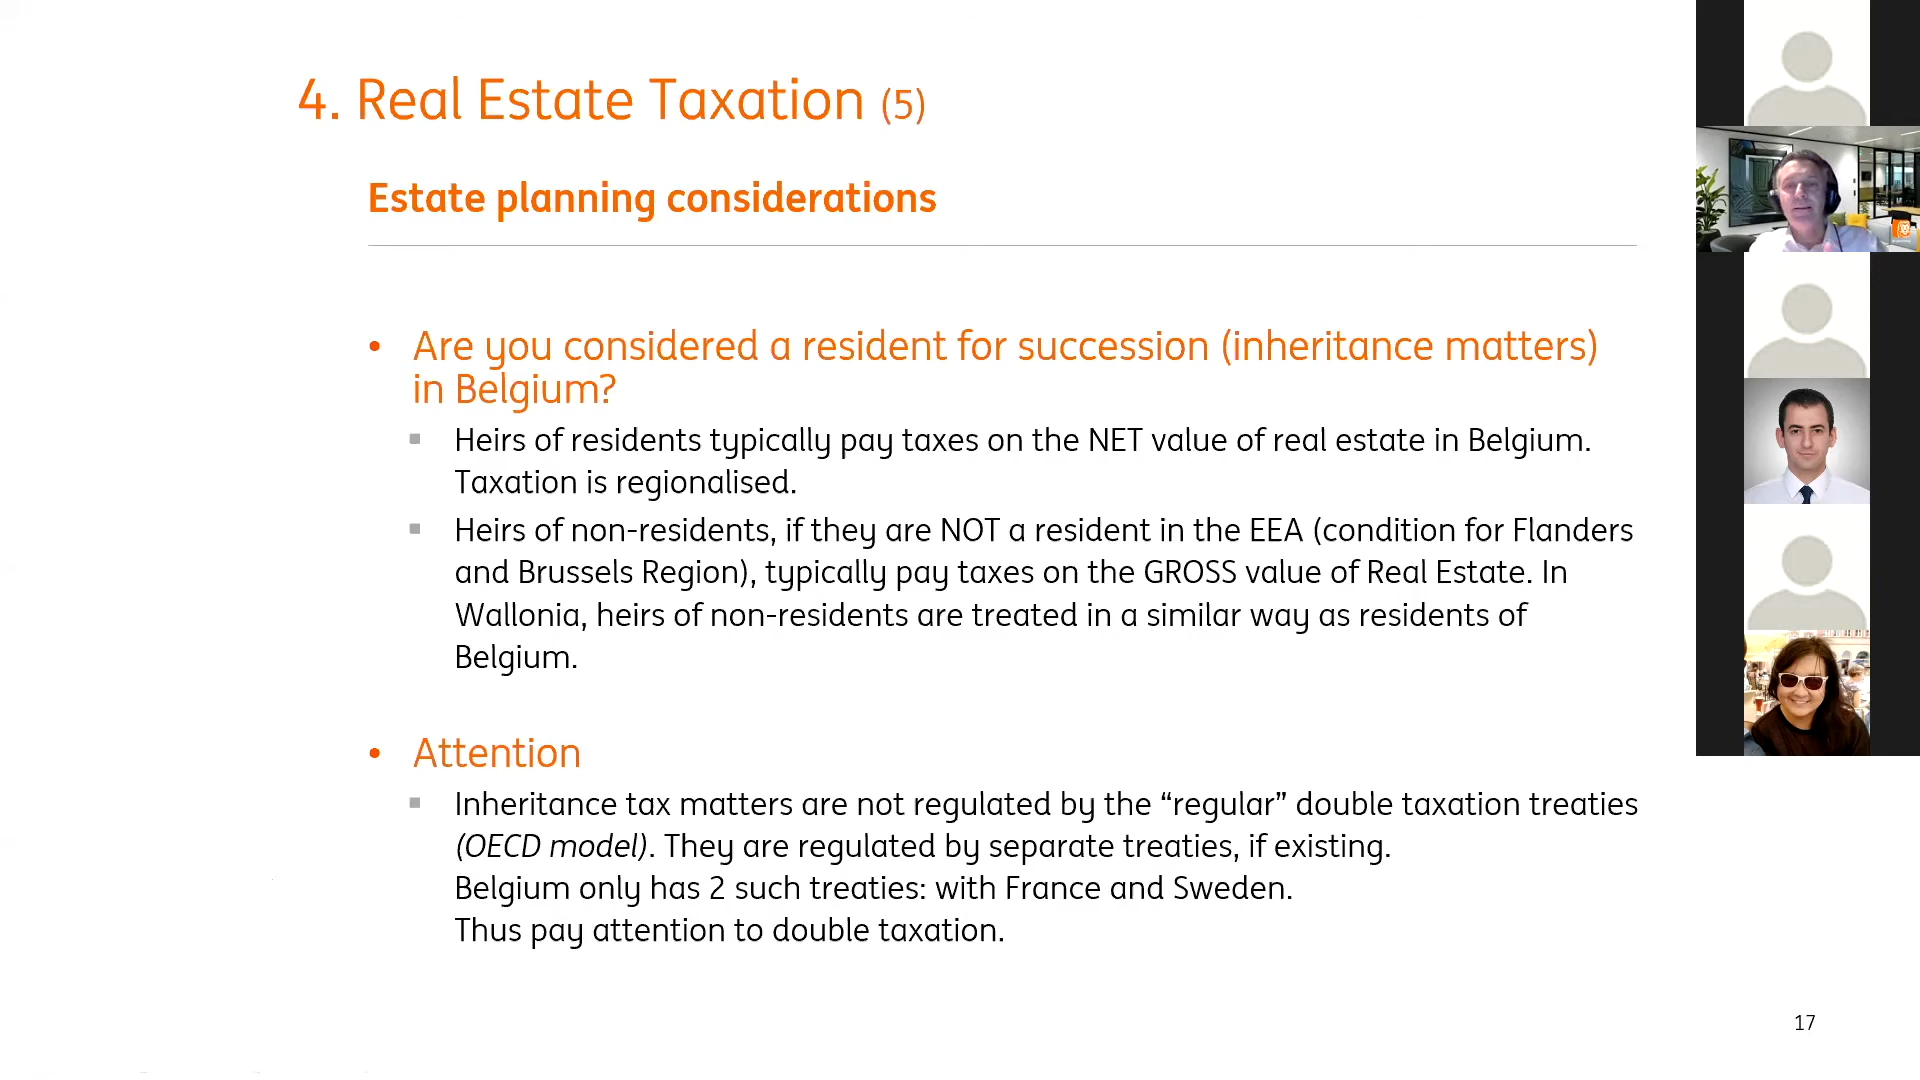 4. Real Estate Taxation (5)
Estate planning considerations
• Are you considered a resident for succession (inheritance matters)
in Belgium?
▪ Heirs of residents typically pay taxes on the NET value of real estate in Belgium.
Taxation is regionalised.
▪ Heirs of non-residents, if they are NOT a resident in the EEA (condition for Flanders
and Brussels Region), typically pay taxes on the GROSS value of Real Estate. In
Wallonia, heirs of non-residents are treated in a similar way as residents of
Belgium.
• Attention
▪ Inheritance tax matters are not regulated by the “regular” double taxation treaties
(OECD model). They are regulated by separate treaties, if existing.
Belgium only has 2 such treaties: with France and Sweden.
Thus pay attention to double taxation.
17